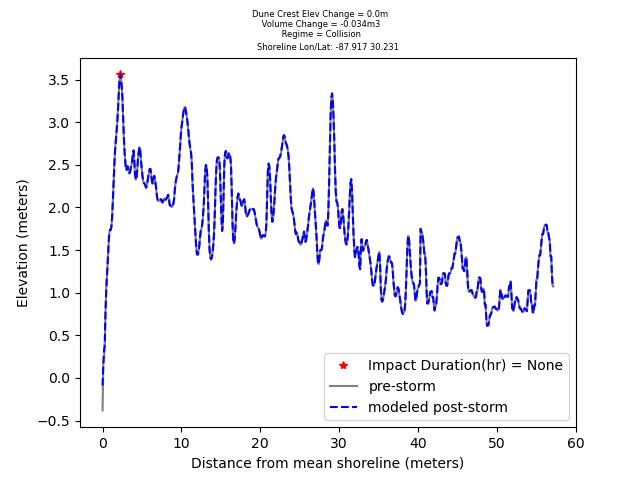 Dune Crest Elev Change = 0.0m
Volume Change = -0.034m3
Regime = Collision
Shoreline Lon/Lat: -87.917 30.231
3.5
3.0
2.5
2.0
1.5
1.0
0.5
0.0
−0.5
Elevation (meters)
Impact Duration(hr) = None
pre-storm
modeled post-storm
0 10 20 30 40 50 60
Distance from mean shoreline (meters)